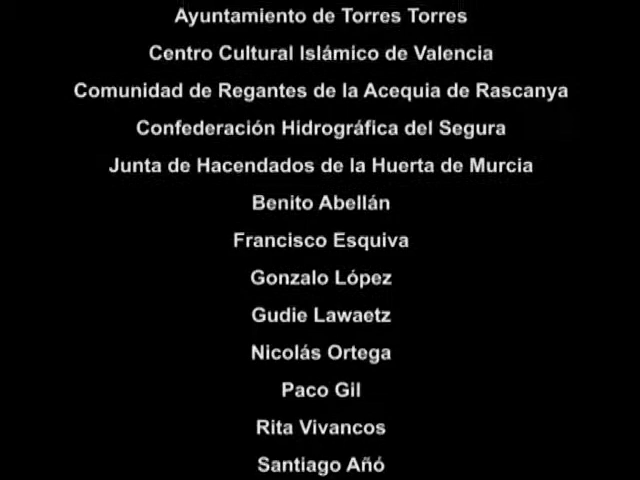 Ayuntamiento de Torres Torres
Centro Cultural Islámico de Valencia
Comunidad de Regantes de la Acequia de Rascanya
Confederación Hidrográfica del Segura
Junta de Hacendados de la Huerta de Murcia
Benito Abellán
Francisco Esquiva
Gonzalo López
Gudie Lawaetz
Nicolás Ortega
Paco Gil
Rita Vivancos
Santiago Añó